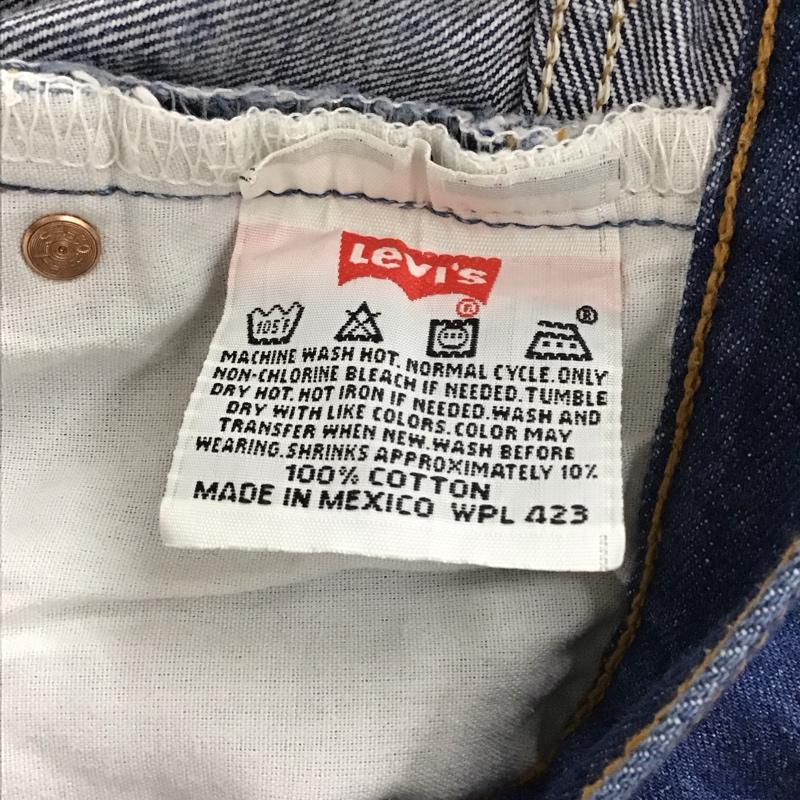 Levi's
®
105F
®
MACHINE WASH HOT. NORMAL CYCLE. ONLY
NON-CHLORINE BLEACH IF NEEDED. TUMBLE
DRY HOT. HOT IRON IF NEEDED. WASH AND
DRY WITH LIKE COLORS. COLOR MAY
TRANSFER WHEN NEW. WASH BEFORE
WEARING. SHRINKS APPROXIMATELY 10%
100% COTTON
MADE IN MEXICO WPL 423